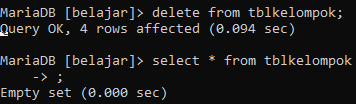 MariaDB [belajar]> delete from tblkelompok;
Query OK, 4 rows affected (0.094 sec)
MariaDB [belajar]> select * from tblkelompok
-> ;
Empty set (0.000 sec)